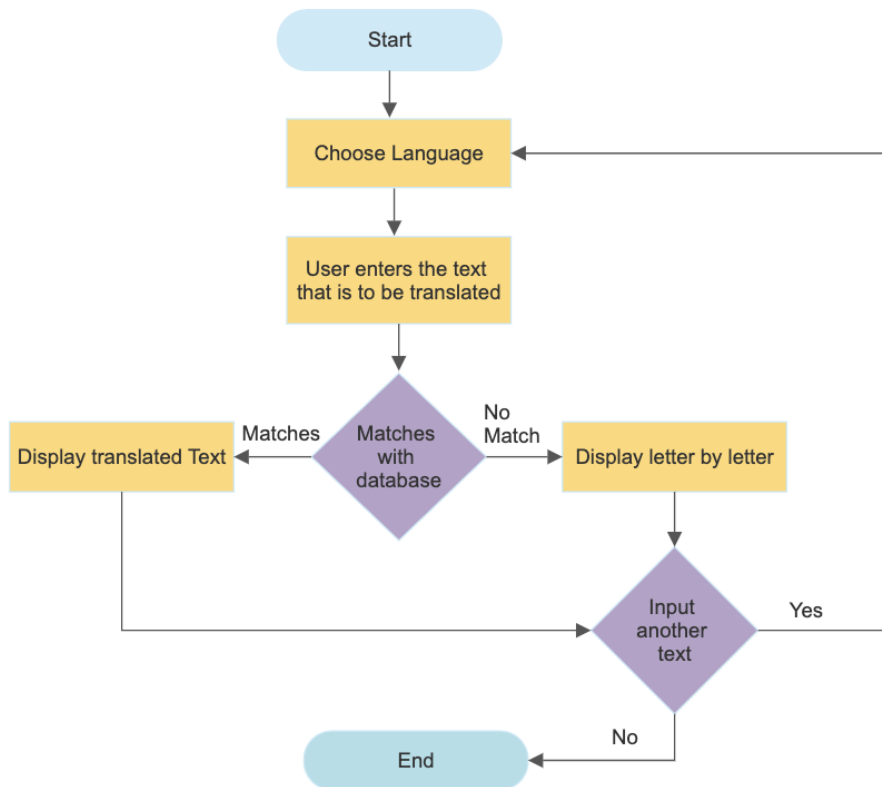 Start
Choose Language
User enters the text
that is to be translated
Matches
No
Match
Matches
with
database
Display translated Text
Display letter by letter
Input
another
text
Yes
No
End